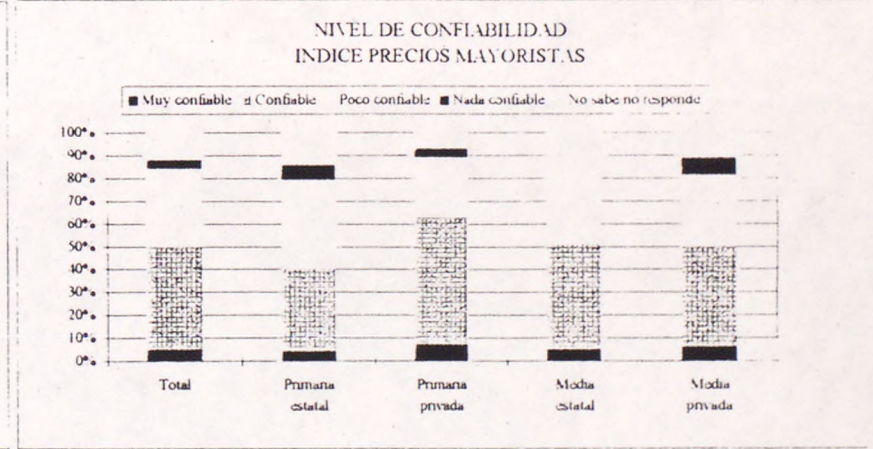 NIVEL DE CONFIABILIDAD
INDICE PRECIOS MAYORISTAS
Muy confiable Confiable Poco confiable Nada confiable No sabe no responde
100%
90%
80%
70%
60%
50%
40%
30%
20%
10%
0%
Total Primaria estatal Primaria privada Media estatal Media privada